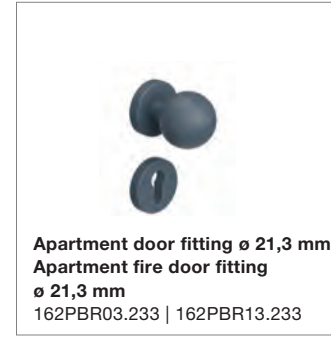 Apartment door fitting ø 21,3 mm
Apartment fire door fitting
ø 21,3 mm
162PBR03.233 | 162PBR13.233